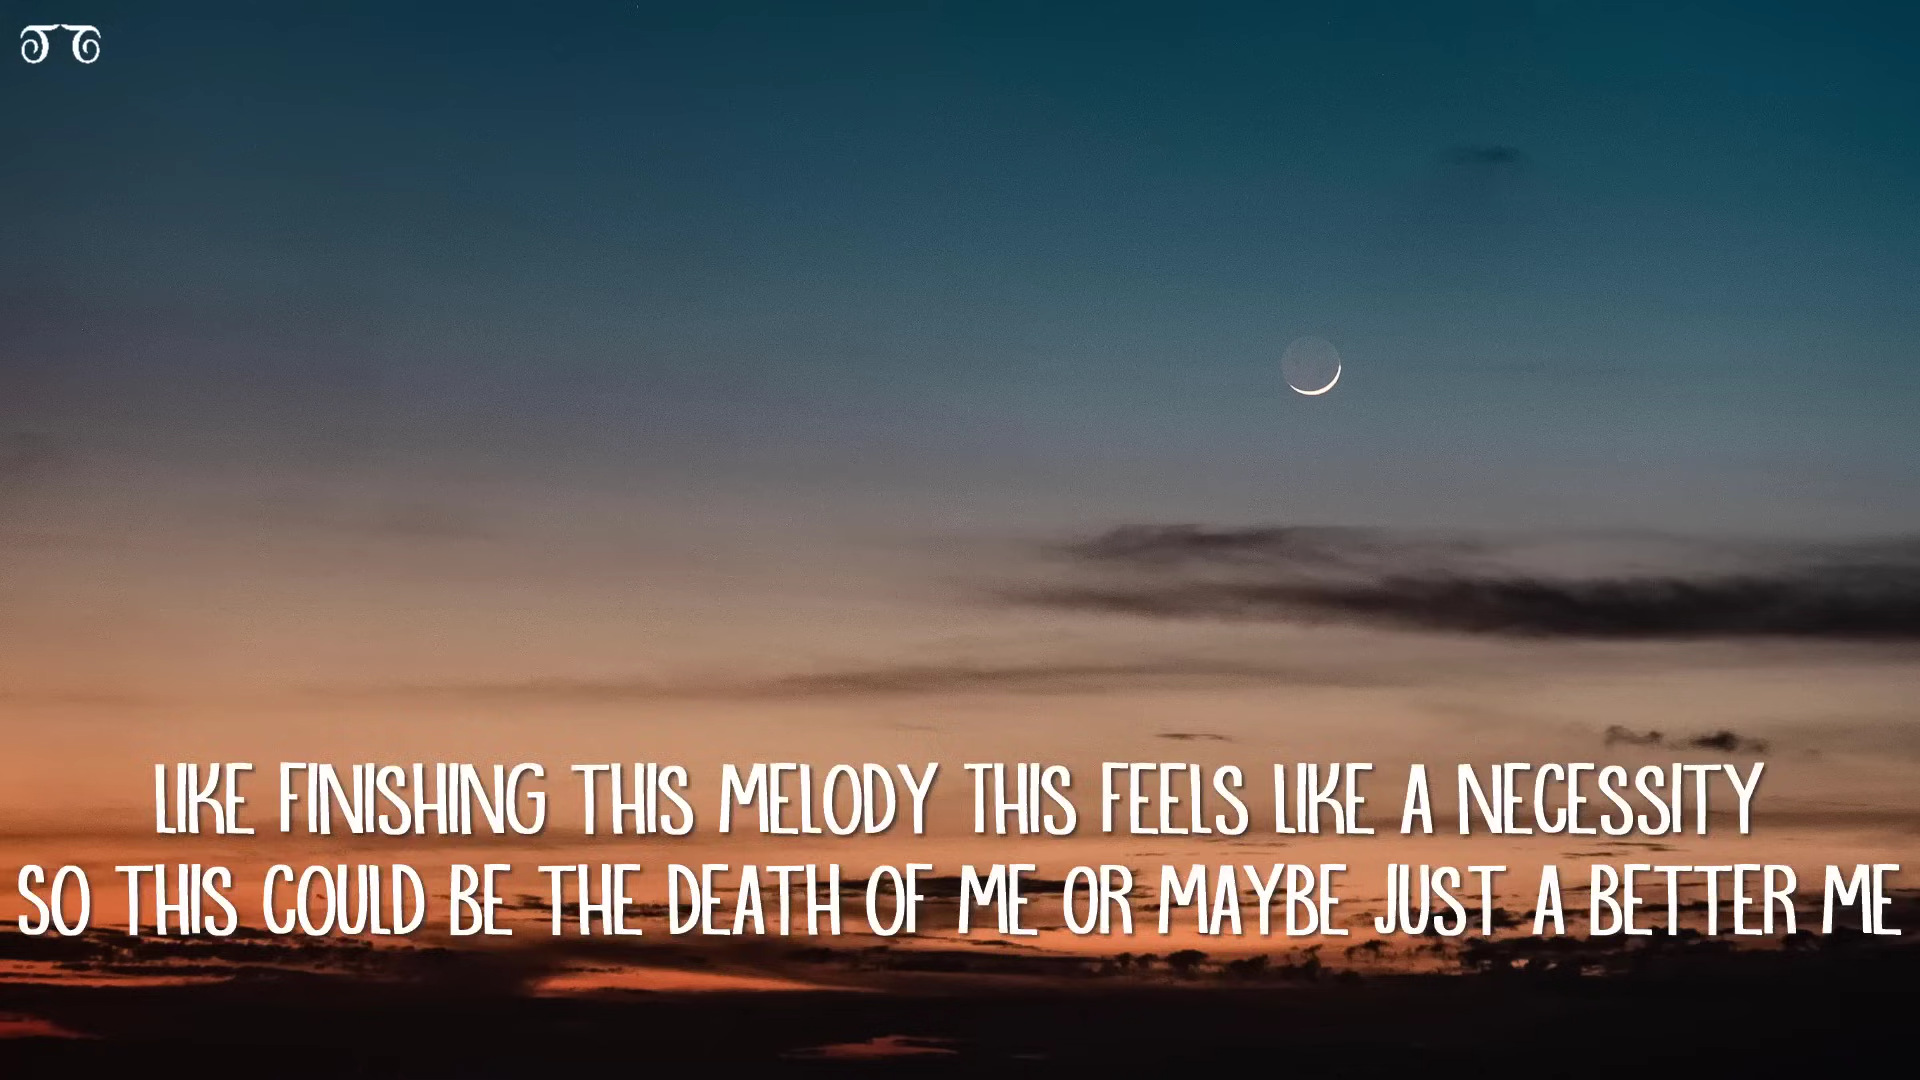 LIKE FINISHING THIS MELODY THIS FEELS LIKE A NECESSITY
SO THIS COULD BE THE DEATH OF ME OR MAYBE JUST A BETTER ME